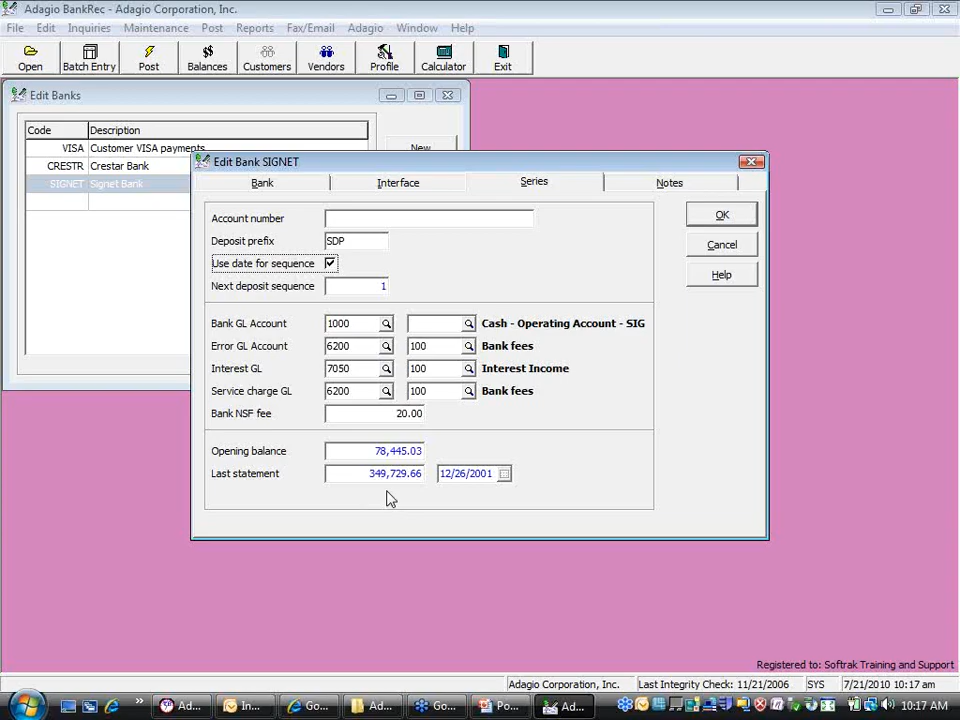 Adagio BankRec - Adagio Corporation, Inc.
File Edit Inquiries Maintenance Post Reports Fax/Email Adagio Window Help
Open Batch Entry Post Balances Customers Vendors Profile Calculator Exit
Edit Banks
Code Description
VISA Customer VISA payments
CRESTR Crestar Bank
SIGNET Signet Bank
New
Edit Bank SIGNET
Bank Interface Series Notes
Account number
Deposit prefix SDP
Use date for sequence
Next deposit sequence 1
Bank GL Account 1000 Cash - Operating Account - SIG
Error GL Account 6200 100 Bank fees
Interest GL 7050 100 Interest Income
Service charge GL 6200 100 Bank fees
Bank NSF fee 20.00
Opening balance 78,445.03
Last statement 349,729.66 12/26/2001
OK
Cancel
Help
Registered to: Softrak Training and Support
Adagio Corporation, Inc. Last Integrity Check: 11/21/2006 SYS 7/21/2010 10:17 am
Ad... In... Go... Ad... Go... Po... Ad... 10:17 AM